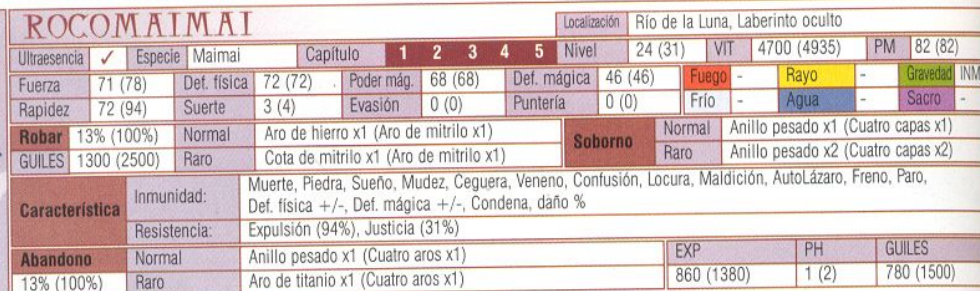 ROCOMAIMAI Localización Río de la Luna, Laberinto oculto
Ultraesencia ✓ Especie Maimai Capítulo 1 2 3 4 5 Nivel 24 (31) VIT 4700 (4935) PM 82 (82)
Fuerza 71 (78) Def. física 72 (72) Poder mág. 68 (68) Def. mágica 46 (46) Fuego - Rayo - Gravedad INM
Rapidez 72 (94) Suerte 3 (4) Evasión 0 (0) Puntería 0 (0) Frío - Agua - Sacro -
Robar 13% (100%) Normal Aro de hierro x1 (Aro de mitrilo x1) Soborno Normal Anillo pesado x1 (Cuatro capas x1)
GUILES 1300 (2500) Raro Cota de mitrilo x1 (Aro de mitrilo x1) Raro Anillo pesado x2 (Cuatro capas x2)
Característica Inmunidad: Muerte, Piedra, Sueño, Mudez, Ceguera, Veneno, Confusión, Locura, Maldición, AutoLázaro, Freno, Paro,
Def. física +/-, Def. mágica +/-, Condena, daño %
Resistencia: Expulsión (94%), Justicia (31%)
Abandono Normal Anillo pesado x1 (Cuatro aros x1) EXP PH GUILES
13% (100%) Raro Aro de titanio x1 (Cuatro aros x1) 860 (1380) 1 (2) 780 (1500)